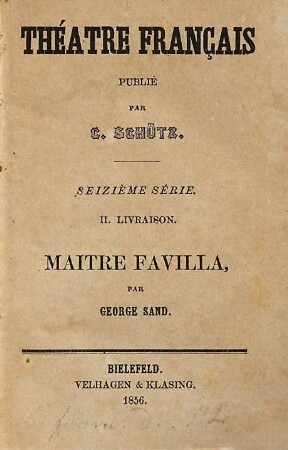 THÉATRE FRANÇAIS
PUBLIÉ
PAR
C. SCHÜTZ.
SEIZIÈME SÉRIE.
II. LIVRAISON.
MAITRE FAVILLA,
PAR
GEORGE SAND.
BIELEFELD.
VELHAGEN & KLASING.
1856.